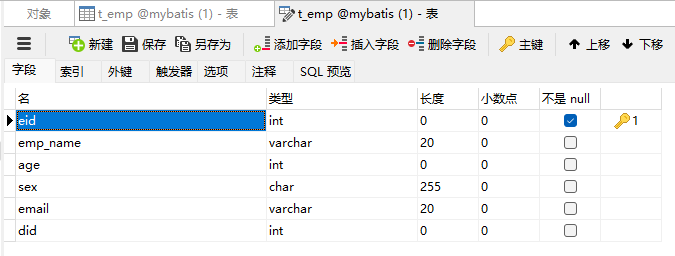 对象 t_emp @mybatis (1) - 表 t_emp @mybatis (1) - 表
新建 保存 另存为 添加字段 插入字段 删除字段 主键 上移 下移
字段 索引 外键 触发器 选项 注释 SQL 预览
名 类型 长度 小数点 不是 null
eid int 0 0 1
emp_name varchar 20 0
age int 0 0
sex char 255 0
email varchar 20 0
did int 0 0